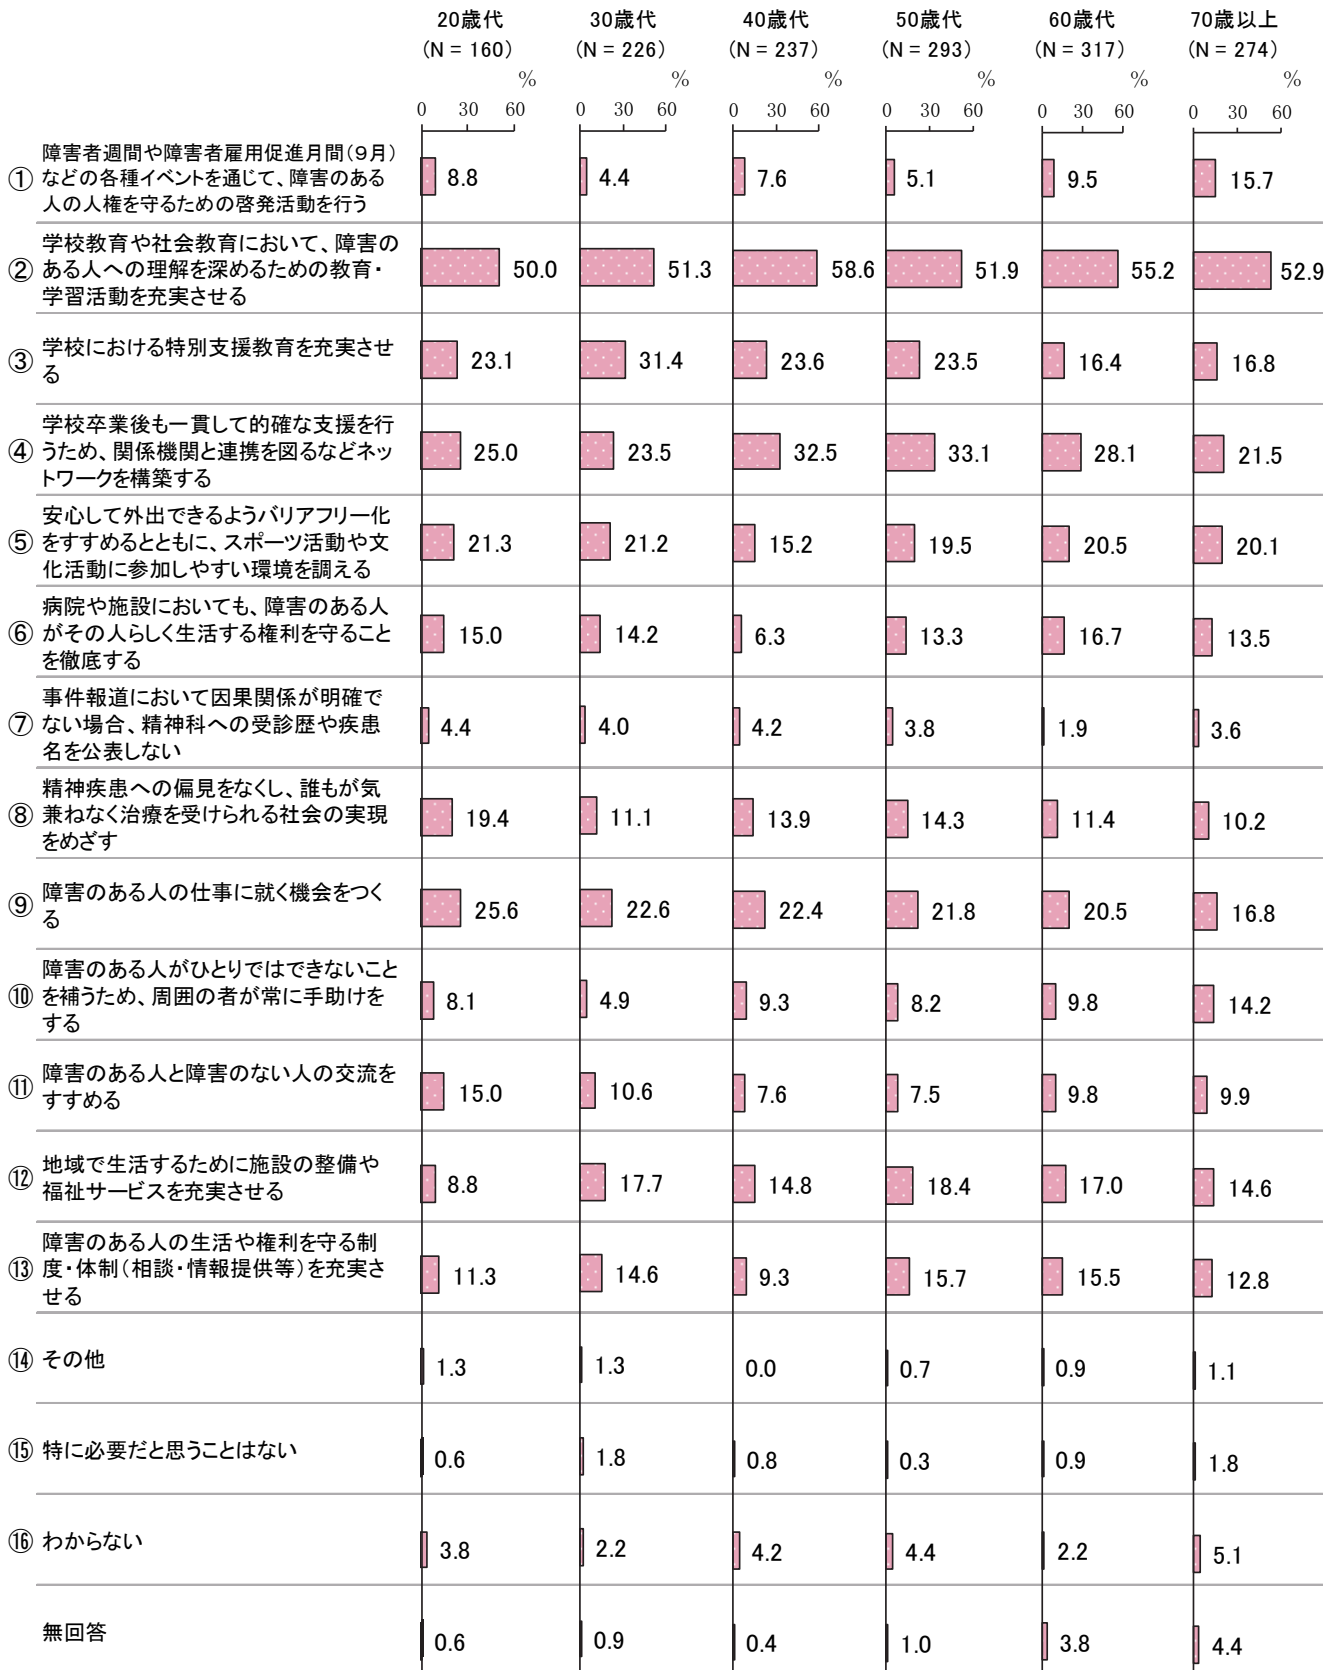 20歳代 30歳代 40歳代 50歳代 60歳代 70歳以上
(N = 160) (N = 226) (N = 237) (N = 293) (N = 317) (N = 274)
% % % % % %
0 30 60 0 30 60 0 30 60 0 30 60 0 30 60 0 30 60
障害者週間や障害者雇用促進月間(9月)
① などの各種イベントを通じて、障害のある 8.8 4.4 7.6 5.1 9.5 15.7
人の人権を守るための啓発活動を行う
学校教育や社会教育において、障害の
② ある人への理解を深めるための教育・ 50.0 51.3 58.6 51.9 55.2 52.9
学習活動を充実させる
③ 学校における特別支援教育を充実させ 23.1 31.4 23.6 23.5 16.4 16.8
る
学校卒業後も一貫して的確な支援を行
④ うため、関係機関と連携を図るなどネッ 25.0 23.5 32.5 33.1 28.1 21.5
トワークを構築する
安心して外出できるようバリアフリー化
⑤ をすすめるとともに、スポーツ活動や文 21.3 21.2 15.2 19.5 20.5 20.1
化活動に参加しやすい環境を調える
病院や施設においても、障害のある人
⑥ がその人らしく生活する権利を守ること 15.0 14.2 6.3 13.3 16.7 13.5
を徹底する
事件報道において因果関係が明確で
⑦ ない場合、精神科への受診歴や疾患 4.4 4.0 4.2 3.8 1.9 3.6
名を公表しない
精神疾患への偏見をなくし、誰もが気
⑧ 兼ねなく治療を受けられる社会の実現 19.4 11.1 13.9 14.3 11.4 10.2
をめざす
⑨ 障害のある人の仕事に就く機会をつく 25.6 22.6 22.4 21.8 20.5 16.8
る
障害のある人がひとりではできないこと
⑩ を補うため、周囲の者が常に手助けを 8.1 4.9 9.3 8.2 9.8 14.2
する
⑪ 障害のある人と障害のない人の交流を 15.0 10.6 7.6 7.5 9.8 9.9
すすめる
⑫ 地域で生活するために施設の整備や 8.8 17.7 14.8 18.4 17.0 14.6
福祉サービスを充実させる
障害のある人の生活や権利を守る制
⑬ 度・体制(相談・情報提供等)を充実さ 11.3 14.6 9.3 15.7 15.5 12.8
せる
⑭ その他 1.3 1.3 0.0 0.7 0.9 1.1
⑮ 特に必要だと思うことはない 0.6 1.8 0.8 0.3 0.9 1.8
⑯ わからない 3.8 2.2 4.2 4.4 2.2 5.1
無回答 0.6 0.9 0.4 1.0 3.8 4.4